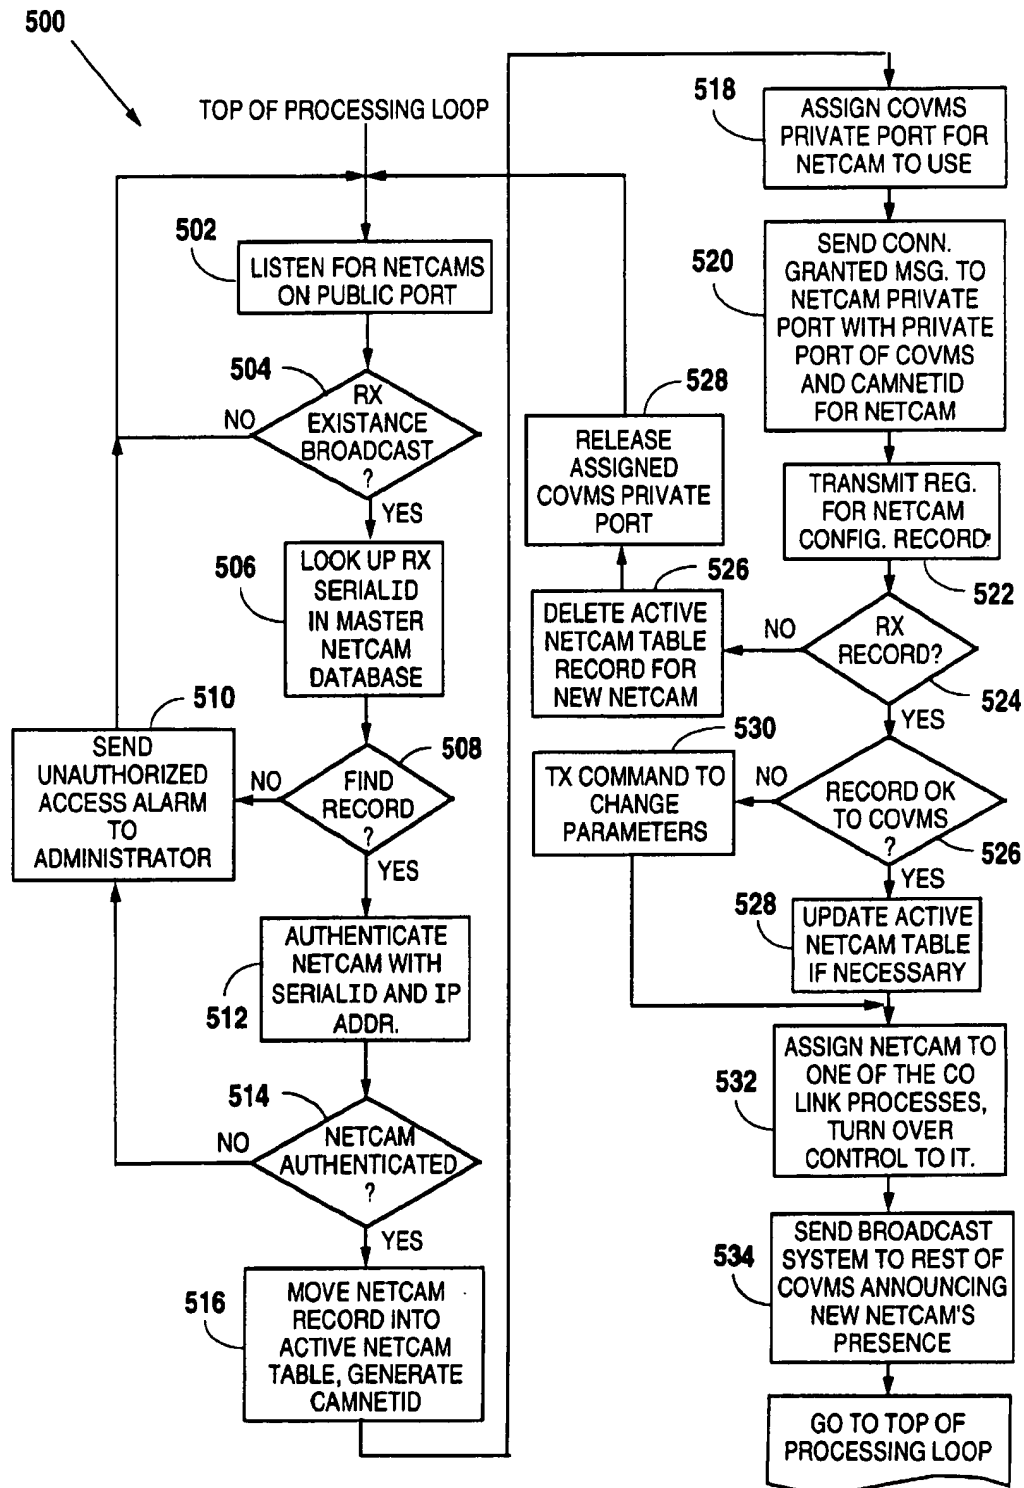 500
TOP OF PROCESSING LOOP
502
LISTEN FOR NETCAMS
ON PUBLIC PORT
504
RX
EXISTANCE
BROADCAST
?
NO
YES
506
LOOK UP RX
SERIALID
IN MASTER
NETCAM
DATABASE
508
FIND
RECORD
?
NO
YES
510
SEND
UNAUTHORIZED
ACCESS ALARM
TO
ADMINISTRATOR
512
AUTHENTICATE
NETCAM WITH
SERIALID AND IP
ADDR.
514
NETCAM
AUTHENTICATED
?
NO
YES
516
MOVE NETCAM
RECORD INTO
ACTIVE NETCAM
TABLE, GENERATE
CAMNETID
518
ASSIGN COVMS
PRIVATE PORT FOR
NETCAM TO USE
520
SEND CONN.
GRANTED MSG. TO
NETCAM PRIVATE
PORT WITH PRIVATE
PORT OF COVMS
AND CAMNETID
FOR NETCAM
TRANSMIT REG.
FOR NETCAM
CONFIG. RECORD.
522
RX
RECORD?
524
NO
YES
526
DELETE ACTIVE
NETCAM TABLE
RECORD FOR
NEW NETCAM
528
RELEASE
ASSIGNED
COVMS PRIVATE
PORT
RECORD OK
TO COVMS
?
526
NO
YES
530
TX COMMAND TO
CHANGE
PARAMETERS
528
UPDATE ACTIVE
NETCAM TABLE
IF NECESSARY
532
ASSIGN NETCAM TO
ONE OF THE CO
LINK PROCESSES,
TURN OVER
CONTROL TO IT.
534
SEND BROADCAST
SYSTEM TO REST OF
COVMS ANNOUNCING
NEW NETCAM'S
PRESENCE
GO TO TOP OF
PROCESSING LOOP